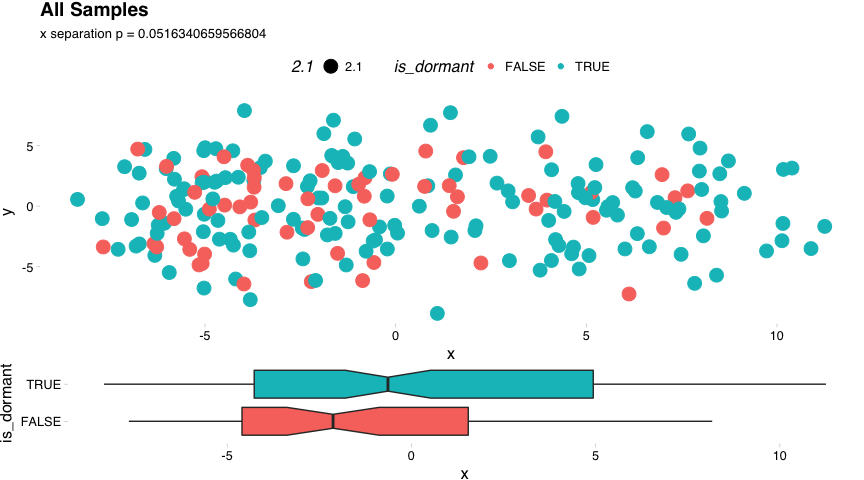 All Samples
x separation p = 0.0516340659566804
2.1 2.1 is_dormant FALSE TRUE
5
0
-5
y
-5 0 5 10
x
TRUE
FALSE
is_dormant
-5 0 5 10
x